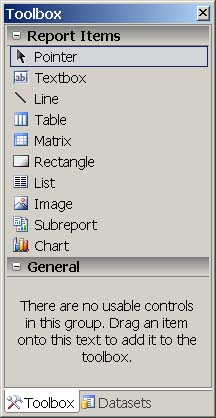 Toolbox
Report Items
Pointer
ab
Textbox
Line
Table
Matrix
Rectangle
List
Image
Subreport
Chart
General
There are no usable controls
in this group. Drag an item
onto this text to add it to the
toolbox.
Toolbox Datasets